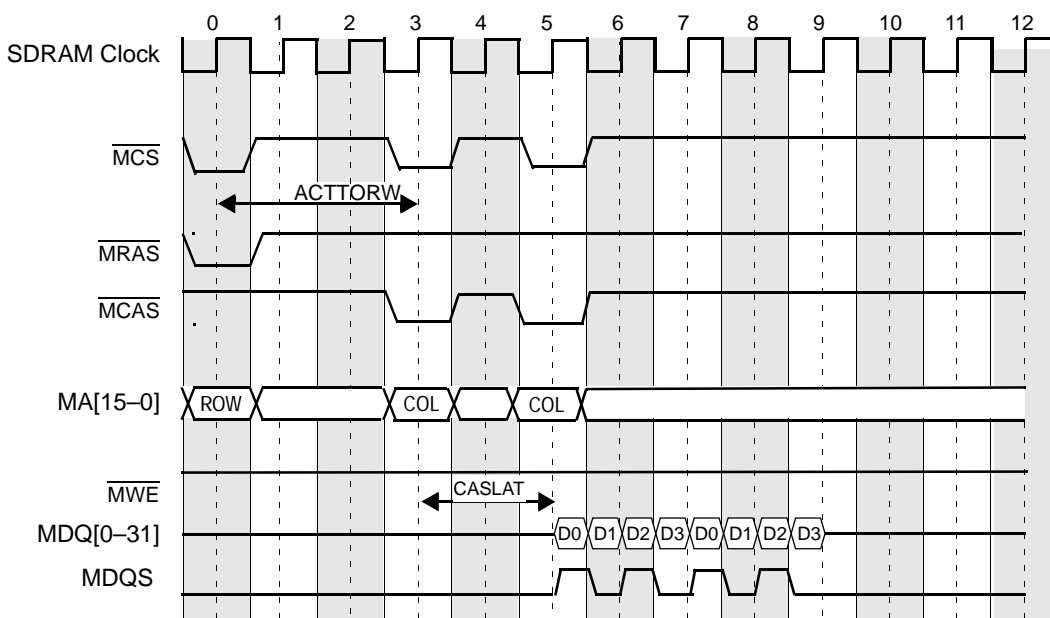 0 1 2 3 4 5 6 7 8 9 10 11 12
SDRAM Clock
MCS
ACTTORW
MRAS
MCAS
MA[15–0] ROW COL COL
MWE CASLAT
MDQ[0–31] D0 D1 D2 D3 D0 D1 D2 D3
MDQS